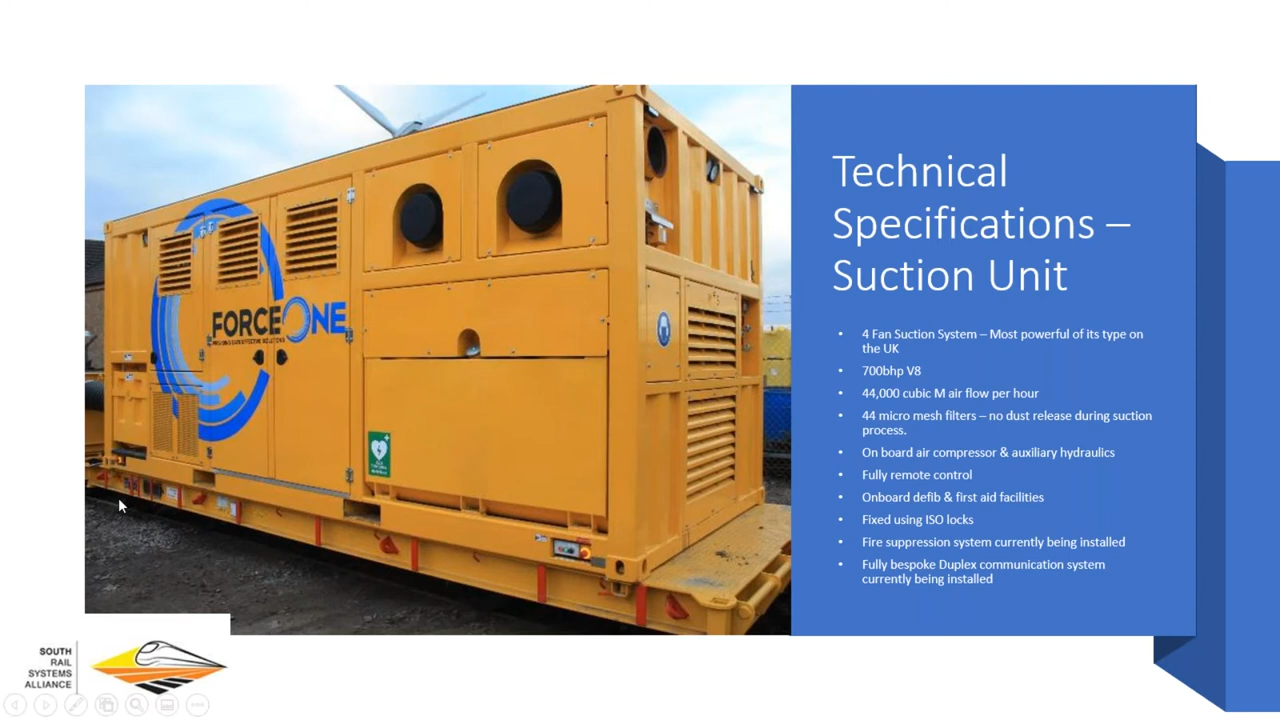 FORCEONE
Technical
Specifications –
Suction Unit
• 4 Fan Suction System – Most powerful of its type on
the UK
• 700bhp V8
• 44,000 cubic M air flow per hour
• 44 micro mesh filters – no dust release during suction
process.
• On board air compressor & auxiliary hydraulics
• Fully remote control
• Onboard defib & first aid facilities
• Fixed using ISO locks
• Fire suppression system currently being installed
• Fully bespoke Duplex communication system
currently being installed
SOUTH
RAIL
SYSTEMS
ALLIANCE